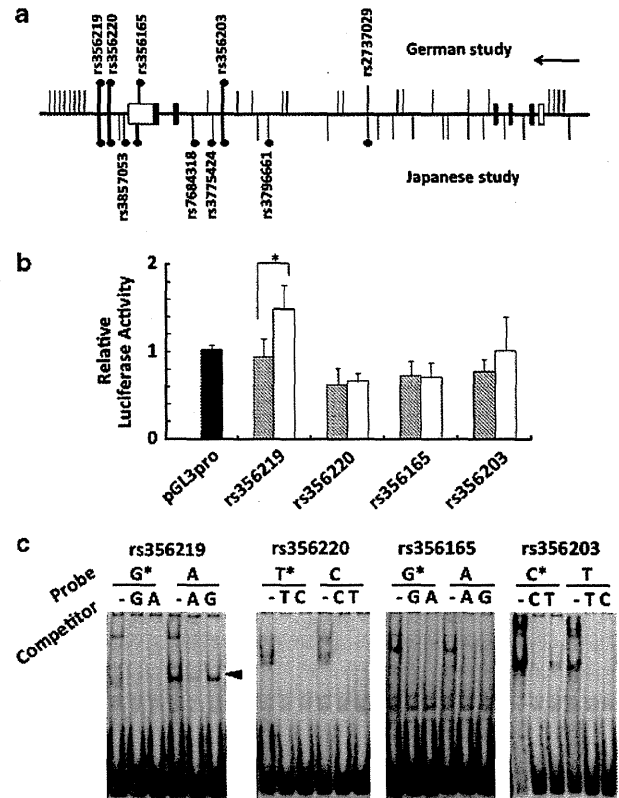 a
rs356219
rs356220
rs356165
rs356203
rs2737029
German study
rs3857053
rs7684318
rs3775424
rs3796661
Japanese study
b
Relative
Luciferase Activity
2
1
0
*
pGL3pro
rs356219
rs356220
rs356165
rs356203
c
rs356219 rs356220 rs356165 rs356203
Probe G* A T* C G* A C* T
Competitor - G A - A G - T C - C T - G A - A G - C T - T C